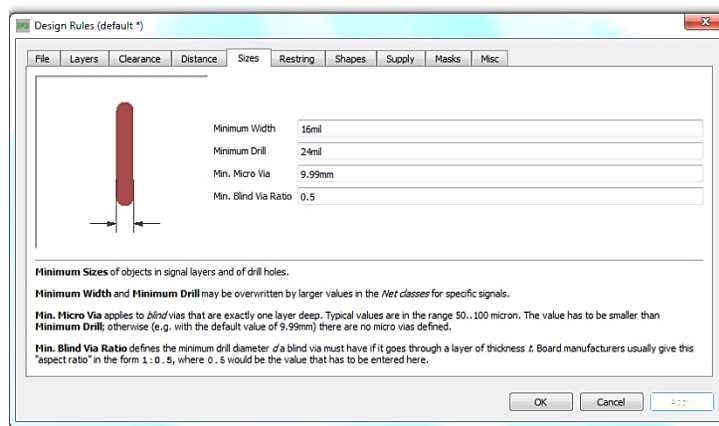 Design Rules (default *)
File Layers Clearance Distance Sizes Restring Shapes Supply Masks Misc
Minimum Width 16mil
Minimum Drill 24mil
Min. Micro Via 9.99mm
Min. Blind Via Ratio 0.5
Minimum Sizes of objects in signal layers and of drill holes.
Minimum Width and Minimum Drill may be overwritten by larger values in the Net classes for specific signals.
Min. Micro Via applies to blind vias that are exactly one layer deep. Typical values are in the range 50..100 micron. The value has to be smaller than
Minimum Drill; otherwise (e.g. with the default value of 9.99mm) there are no micro vias defined.
Min. Blind Via Ratio defines the minimum drill diameter d a blind via must have if it goes through a layer of thickness t. Board manufacturers usually give this
"aspect ratio" in the form 1:0.5, where 0.5 would be the value that has to be entered here.
OK Cancel